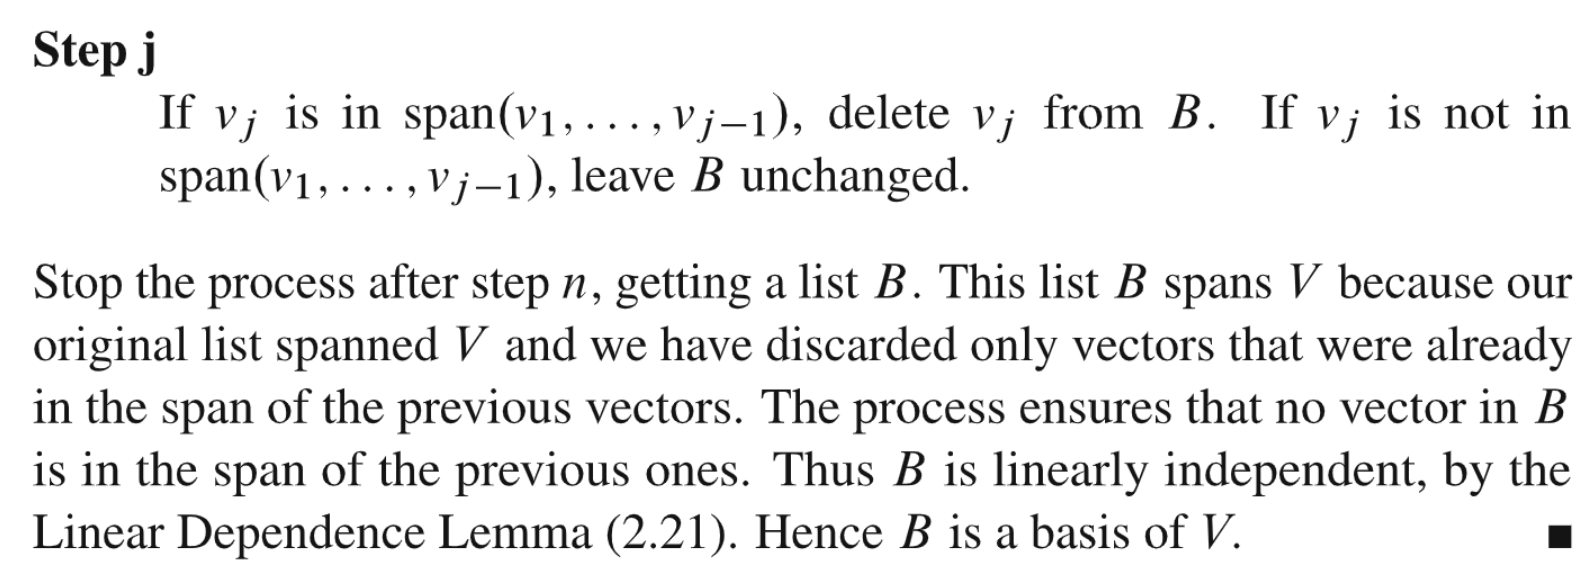 Step j
If v_j is in span(v_1, . . . , v_{j−1}), delete v_j from B. If v_j is not in
span(v_1, . . . , v_{j−1}), leave B unchanged.
Stop the process after step n, getting a list B. This list B spans V because our
original list spanned V and we have discarded only vectors that were already
in the span of the previous vectors. The process ensures that no vector in B
is in the span of the previous ones. Thus B is linearly independent, by the
Linear Dependence Lemma (2.21). Hence B is a basis of V. ■